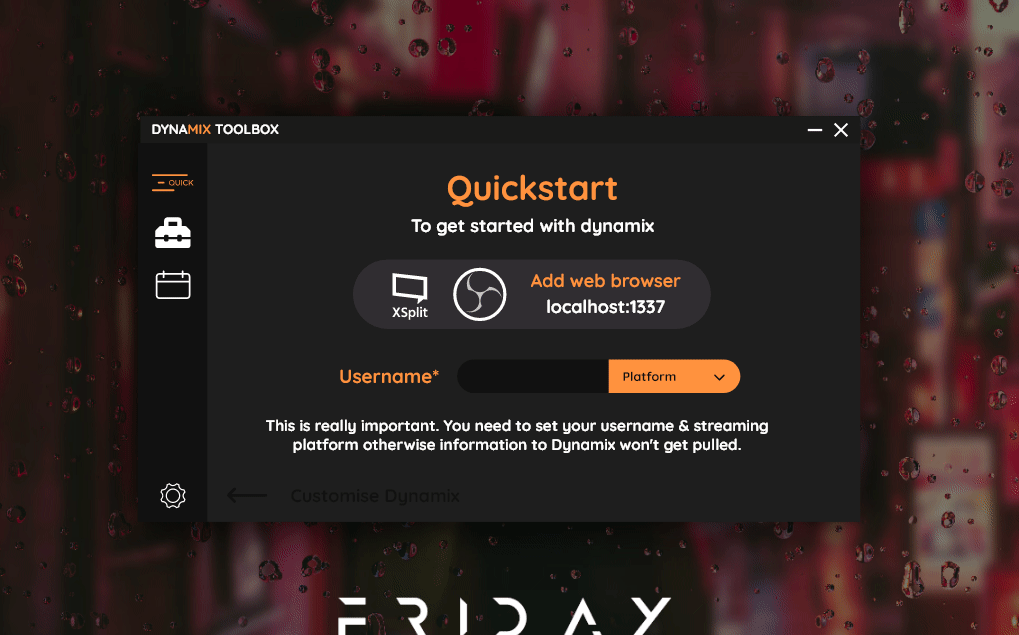 DYNAMIX TOOLBOX
QUICK
Quickstart
To get started with dynamix
XSplit
Add web browser
localhost:1337
Username*
Platform
This is really important. You need to set your username & streaming
platform otherwise information to Dynamix won't get pulled.
Customise Dynamix
FRIDAY